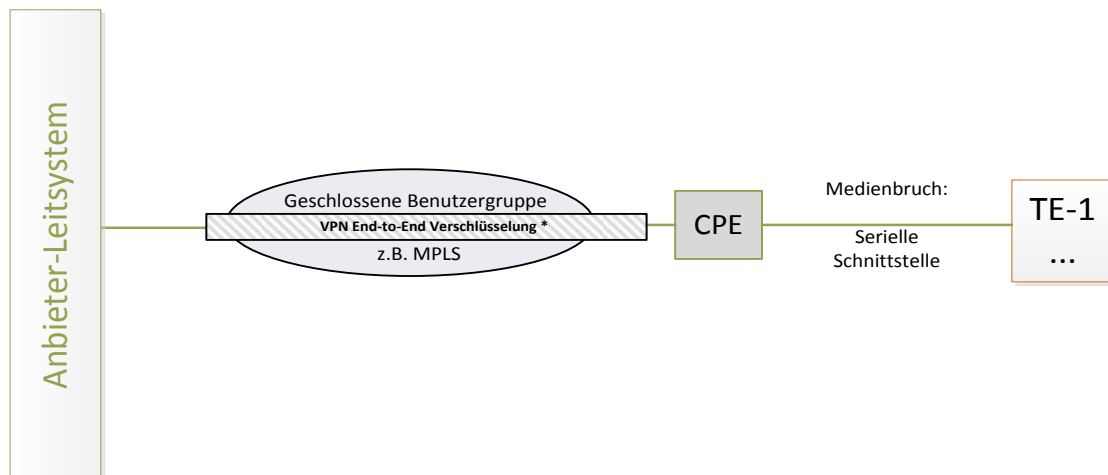 Anbieter-Leitsystem
Geschlossene Benutzergruppe
VPN End-to-End Verschlüsselung *
z.B. MPLS
CPE
Medienbruch:
Serielle
Schnittstelle
TE-1
...